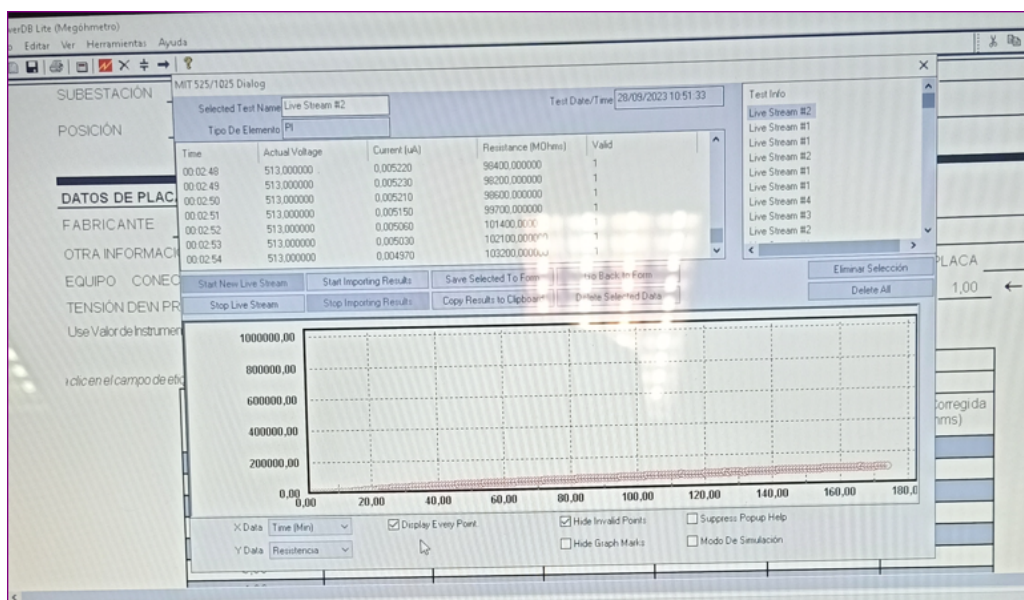 verDB Lite (Megóhmetro)
Editar Ver Herramientas Ayuda
SUBESTACIÓN
POSICIÓN
DATOS DE PLAC
FABRICANTE
OTRA INFORMACI
EQUIPO CONEC
TENSIÓN DEVN PR
Use Valor de Instrumen
clic en el campo de etic
MIT 525/1025 Dialog
Selected Test Name Live Stream #2
Test Date/Time 28/09/2023 10:51:33
Tipo De Elemento PI
Time Actual Voltage Current (uA) Resistance (MOhms) Valid
00:02:48 513,000000 0,005220 98400,000000 1
00:02:49 513,000000 0,005230 98200,000000 1
00:02:50 513,000000 0,005210 98600,000000 1
00:02:51 513,000000 0,005150 99700,000000 1
00:02:52 513,000000 0,005060 101400,0000 1
00:02:53 513,000000 0,005030 102100,000000 1
00:02:54 513,000000 0,004970 103200,000000 1
Test Info
Live Stream #2
Live Stream #1
Live Stream #1
Live Stream #2
Live Stream #1
Live Stream #1
Live Stream #4
Live Stream #3
Live Stream #2
Start New Live Stream Start Importing Results Save Selected To Form Go Back to Form
Stop Live Stream Stop Importing Results Copy Results to Clipboard Delete Selected Data
Eliminar Selección
Delete All
PLACA
1,00
orregida
hms)
1000000,00
800000,00
600000,00
400000,00
200000,00
0,00
0,00 20,00 40,00 60,00 80,00 100,00 120,00 140,00 160,00 180,0
X Data Time (Min) Display Every Point Hide Invalid Points Suppress Popup Help
Y Data Resistencia Hide Graph Marks Modo De Simulación